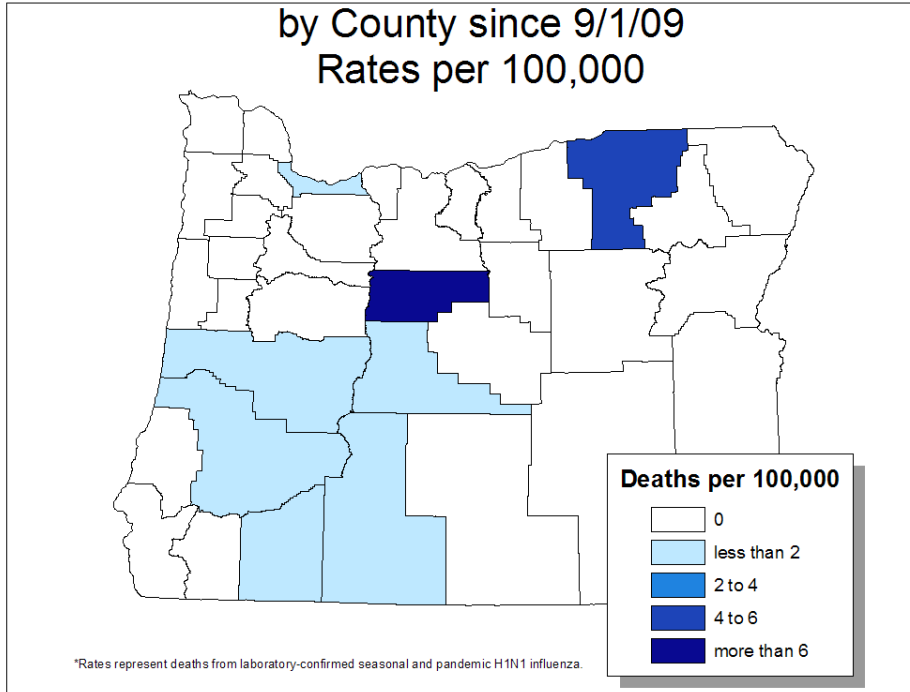 by County since 9/1/09
Rates per 100,000
Deaths per 100,000
0
less than 2
2 to 4
4 to 6
more than 6
*Rates represent deaths from laboratory-confirmed seasonal and pandemic H1N1 influenza.